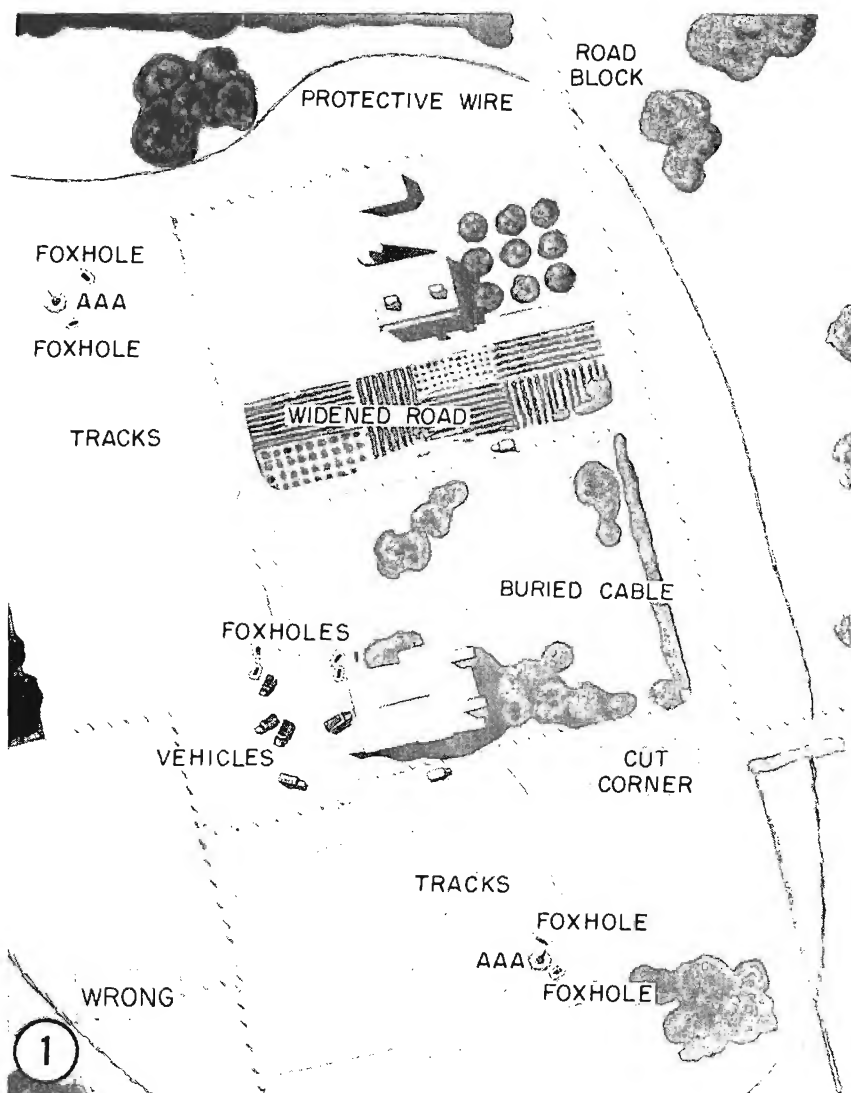 ROAD
BLOCK
PROTECTIVE WIRE
FOXHOLE
AAA
FOXHOLE
WIDENED ROAD
TRACKS
BURIED CABLE
FOXHOLES
VEHICLES
CUT
CORNER
TRACKS
FOXHOLE
AAA
FOXHOLE
WRONG
1